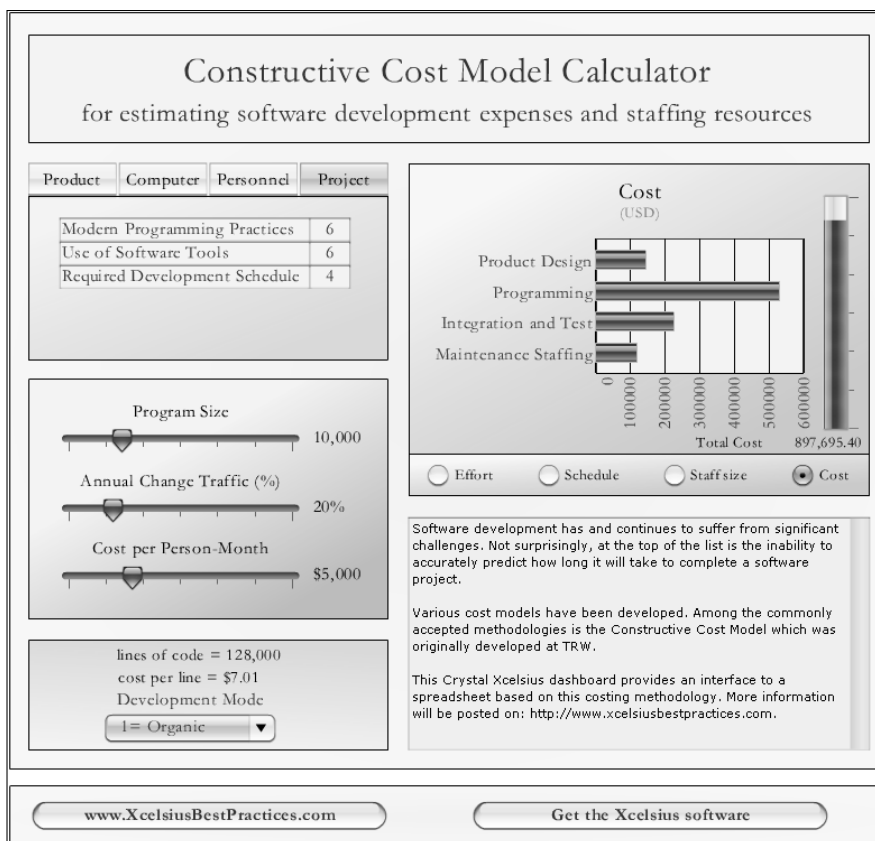 Constructive Cost Model Calculator
for estimating software development expenses and staffing resources
Product Computer Personnel Project
Modern Programming Practices 6
Use of Software Tools 6
Required Development Schedule 4
Program Size
10,000
Annual Change Traffic (%)
20%
Cost per Person-Month
$5,000
lines of code = 128,000
cost per line = $7.01
Development Mode
1= Organic
Cost
(USD)
Product Design
Programming
Integration and Test
Maintenance Staffing
0 100000 200000 300000 400000 500000 600000
Total Cost 897,695.40
Effort Schedule Staff size Cost
Software development has and continues to suffer from significant
challenges. Not surprisingly, at the top of the list is the inability to
accurately predict how long it will take to complete a software
project.
Various cost models have been developed. Among the commonly
accepted methodologies is the Constructive Cost Model which was
originally developed at TRW.
This Crystal Xcelsius dashboard provides an interface to a
spreadsheet based on this costing methodology. More information
will be posted on: http://www.xcelsiusbestpractices.com.
www.XcelsiusBestPractices.com
Get the Xcelsius software